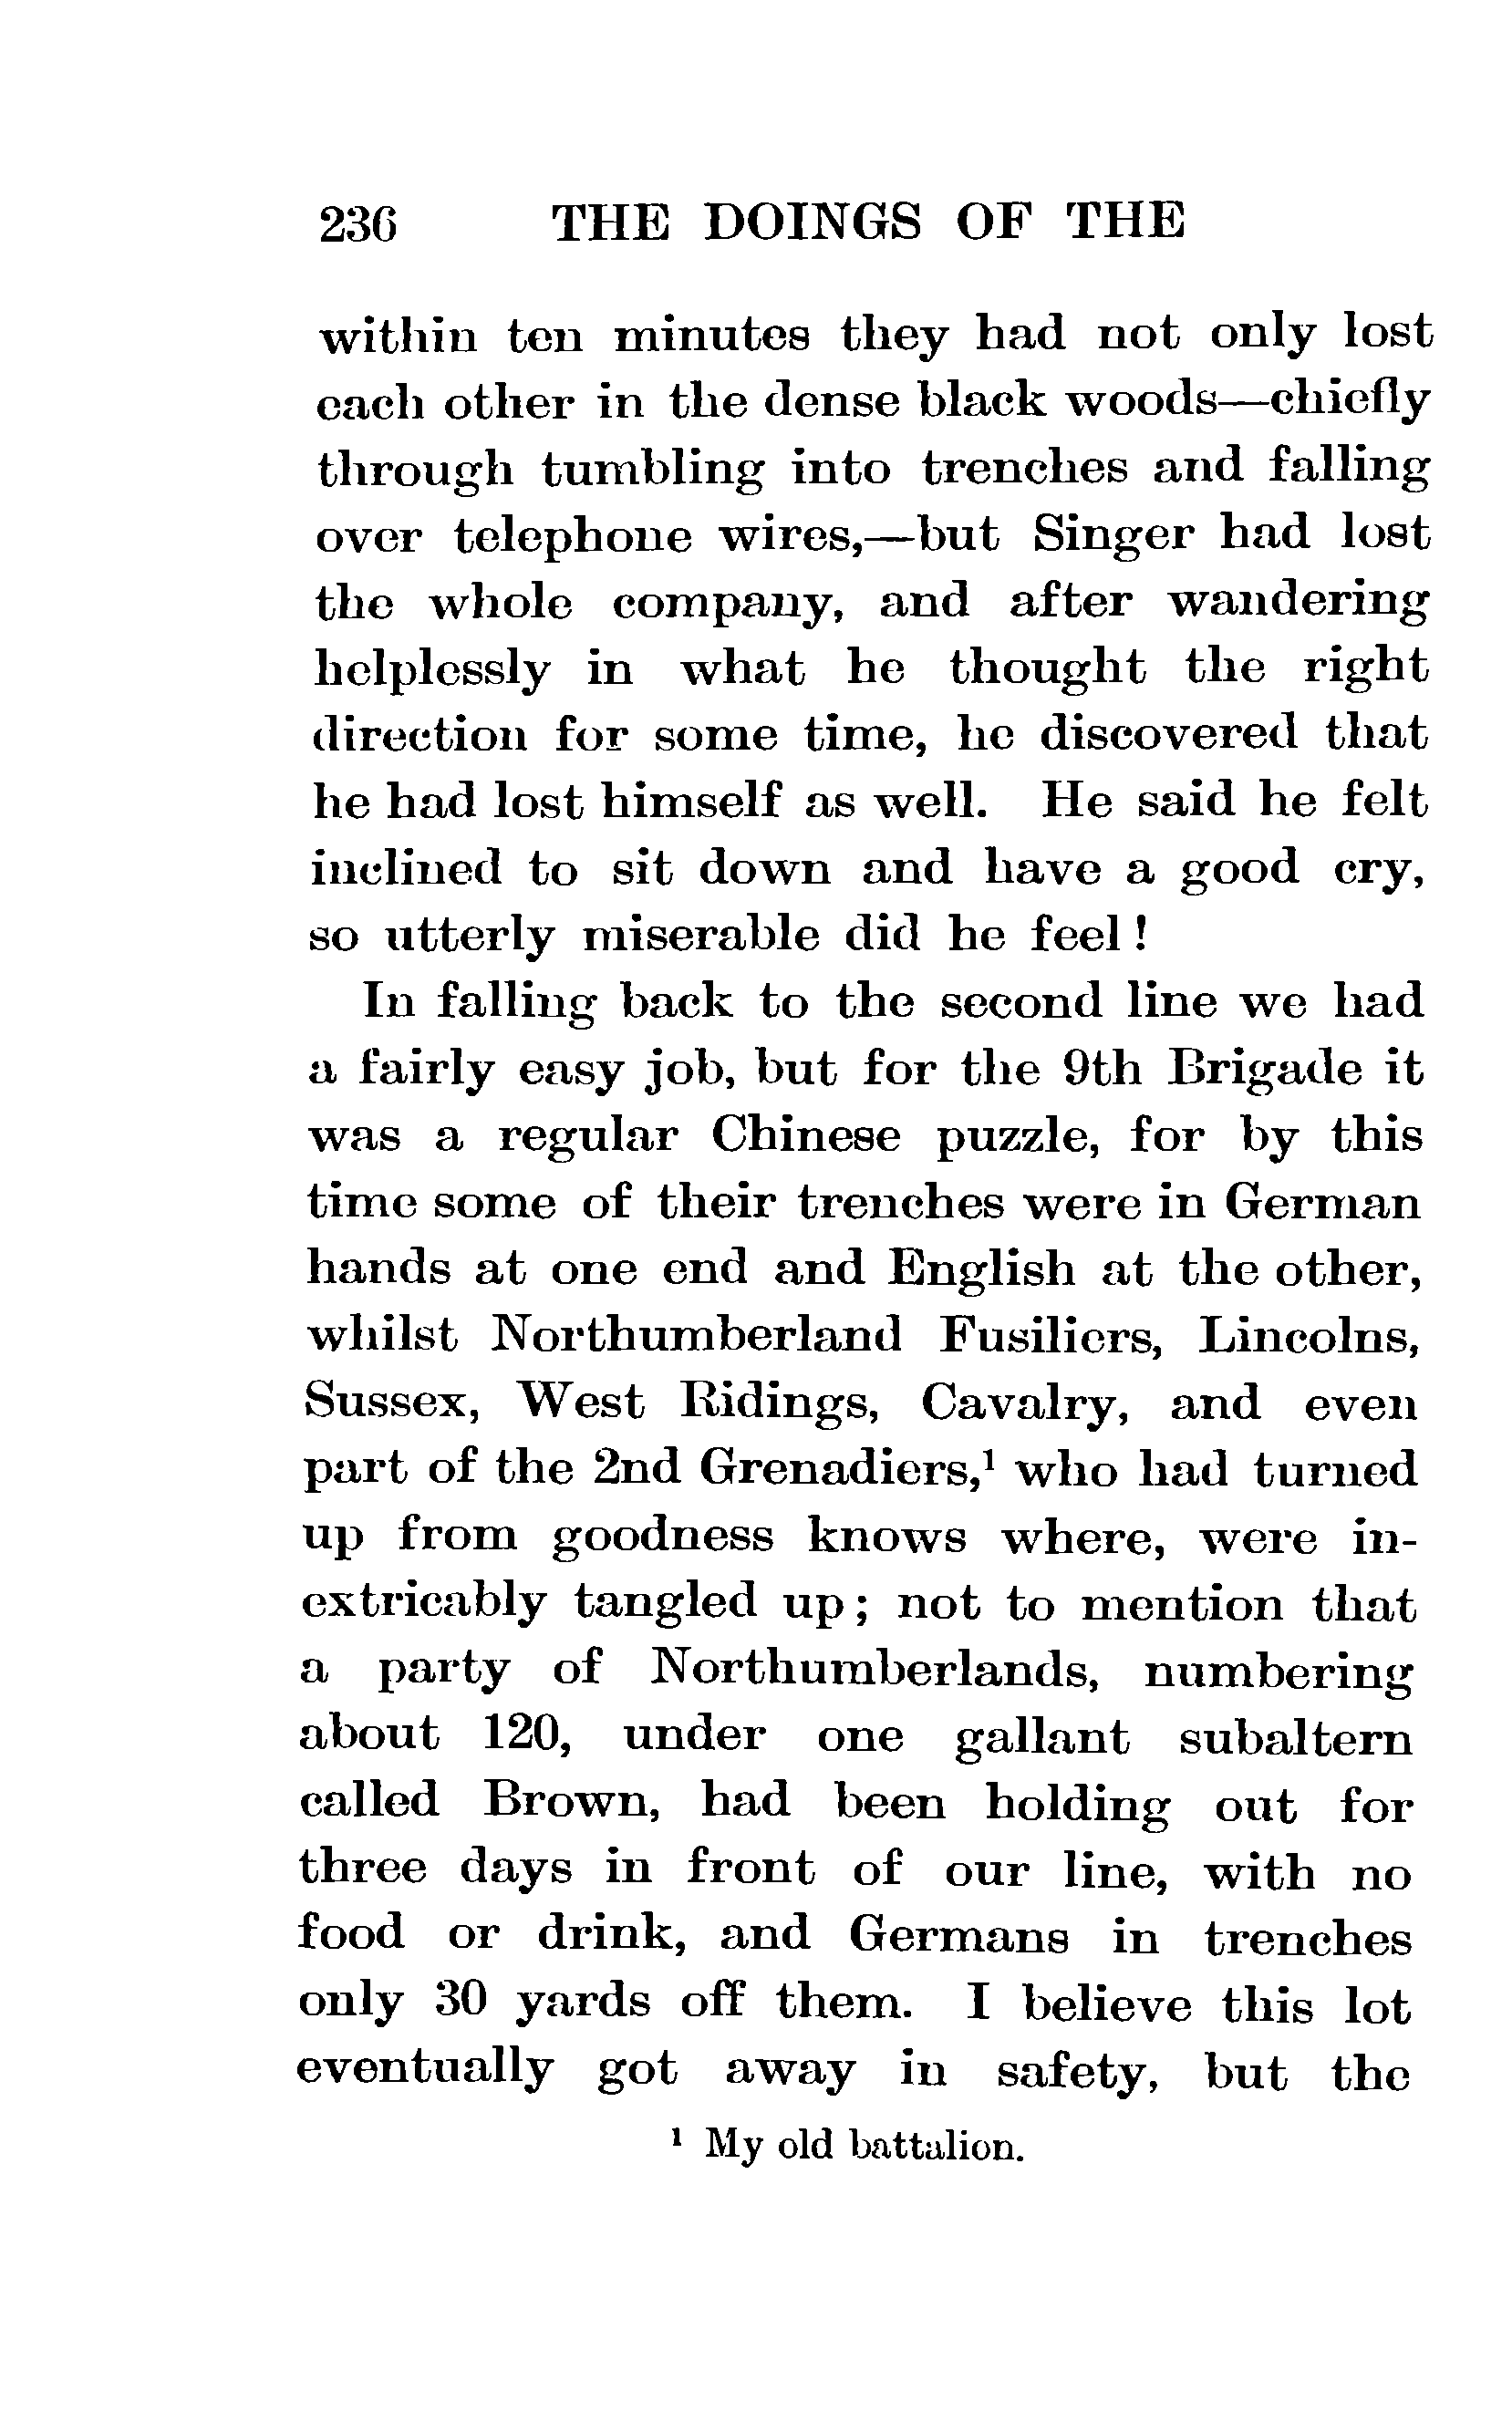 236 THE DOINGS OF THE
within ten minutes they had not only lost
each other in the dense black woods—chiefly
through tumbling into trenches and falling
over telephone wires,—but Singer had lost
the whole company, and after wandering
helplessly in what he thought the right
direction for some time, he discovered that
he had lost himself as well. He said he felt
inclined to sit down and have a good cry,
so utterly miserable did he feel!
In falling back to the second line we had
a fairly easy job, but for the 9th Brigade it
was a regular Chinese puzzle, for by this
time some of their trenches were in German
hands at one end and English at the other,
whilst Northumberland Fusiliers, Lincolns,
Sussex, West Ridings, Cavalry, and even
part of the 2nd Grenadiers,¹ who had turned
up from goodness knows where, were in-
extricably tangled up; not to mention that
a party of Northumberlands, numbering
about 120, under one gallant subaltern
called Brown, had been holding out for
three days in front of our line, with no
food or drink, and Germans in trenches
only 30 yards off them. I believe this lot
eventually got away in safety, but the
¹ My old battalion.